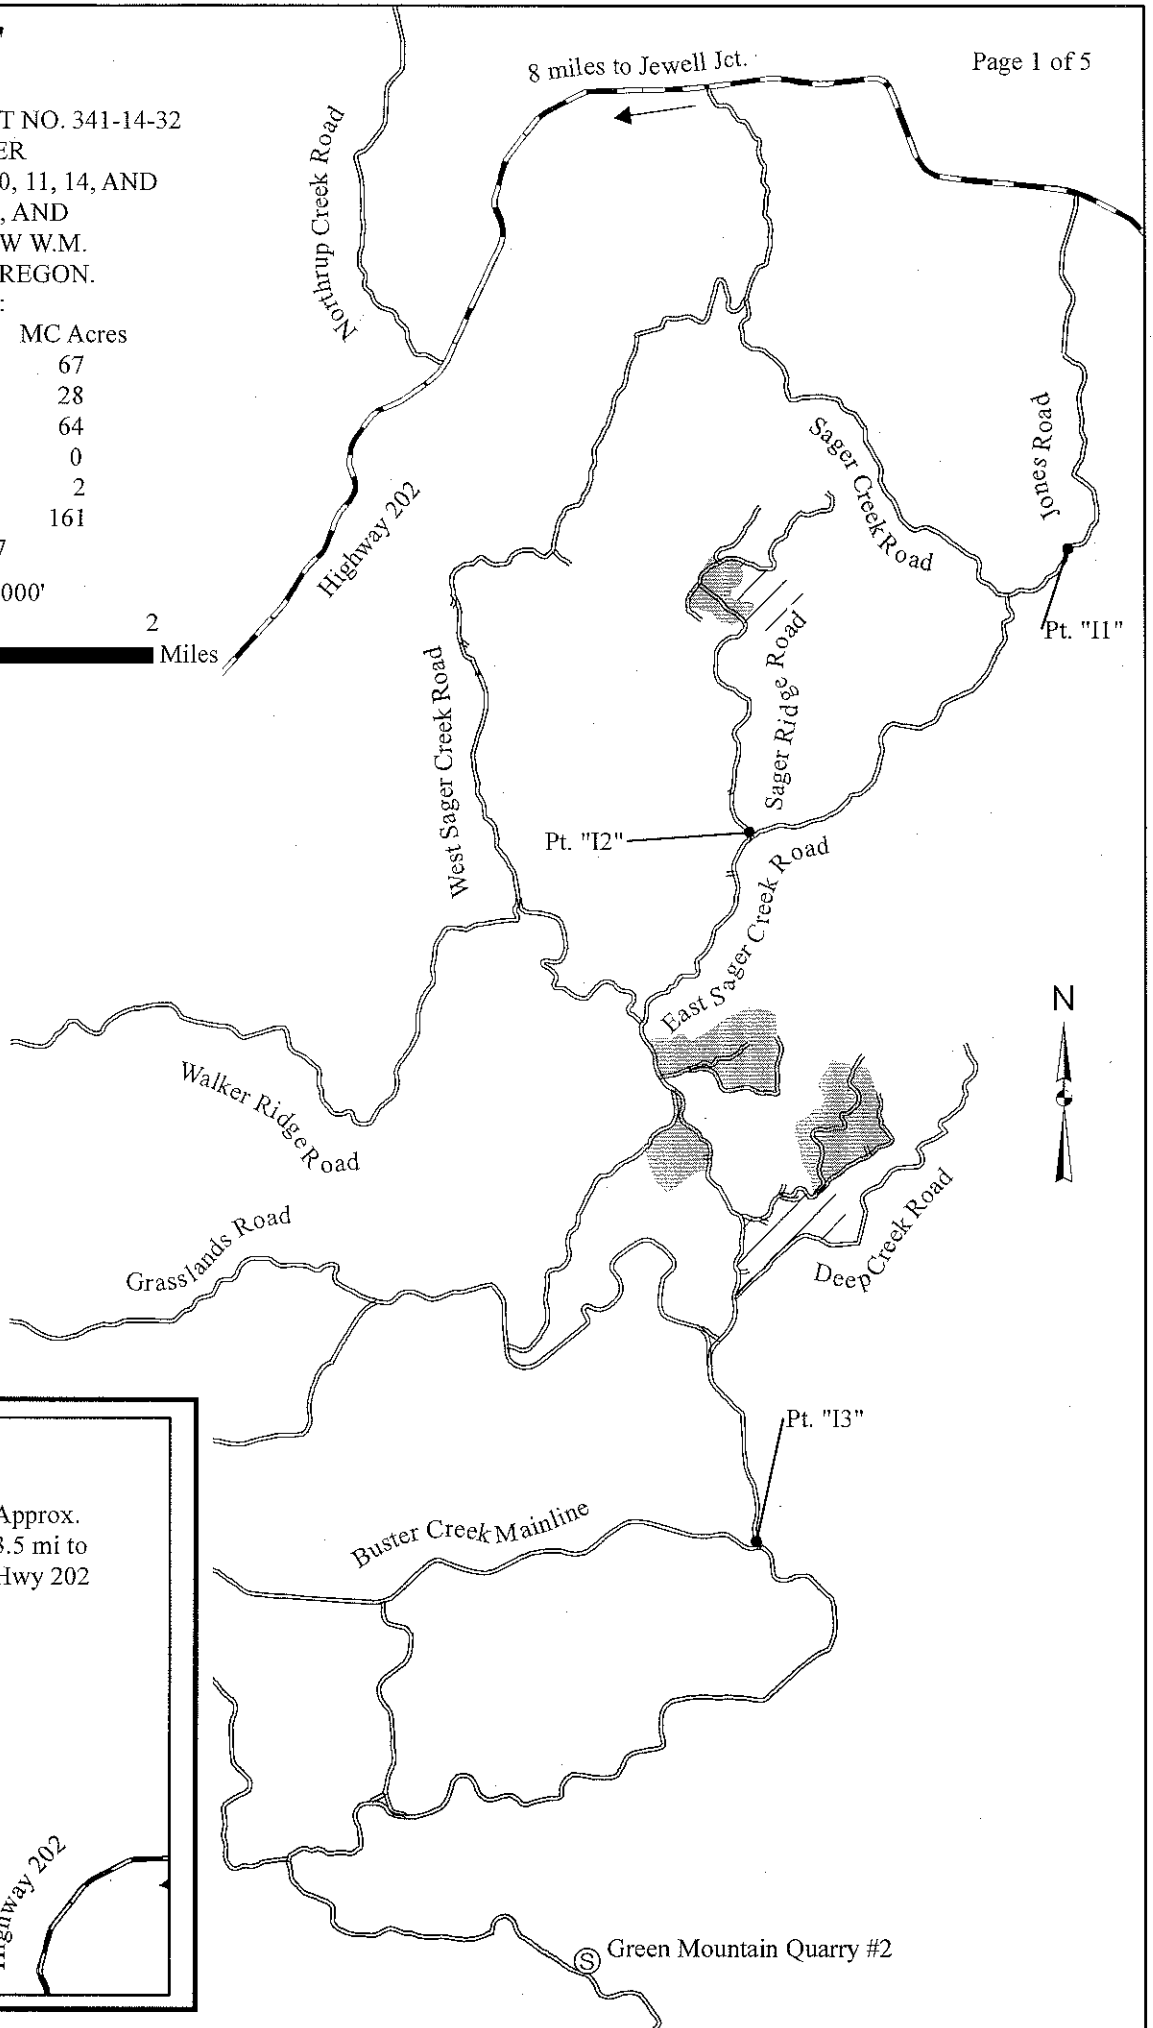 8 miles to Jewell Jct.
Page 1 of 5
T NO. 341-14-32
ER
0, 11, 14, AND
, AND
W W.M.
REGON.
:
MC Acres
67
28
64
0
2
161
7
000'
2
Miles
Northrup Creek Road
Highway 202
Sager Creek Road
Jones Road
Pt. "I1"
Sager Ridge Road
West Sager Creek Road
Pt. "I2"
East Sager Creek Road
N
Walker Ridge Road
Grasslands Road
Deep Creek Road
Pt. "I3"
Approx.
3.5 mi to
Hwy 202
Buster Creek Mainline
Highway 202
S
Green Mountain Quarry #2